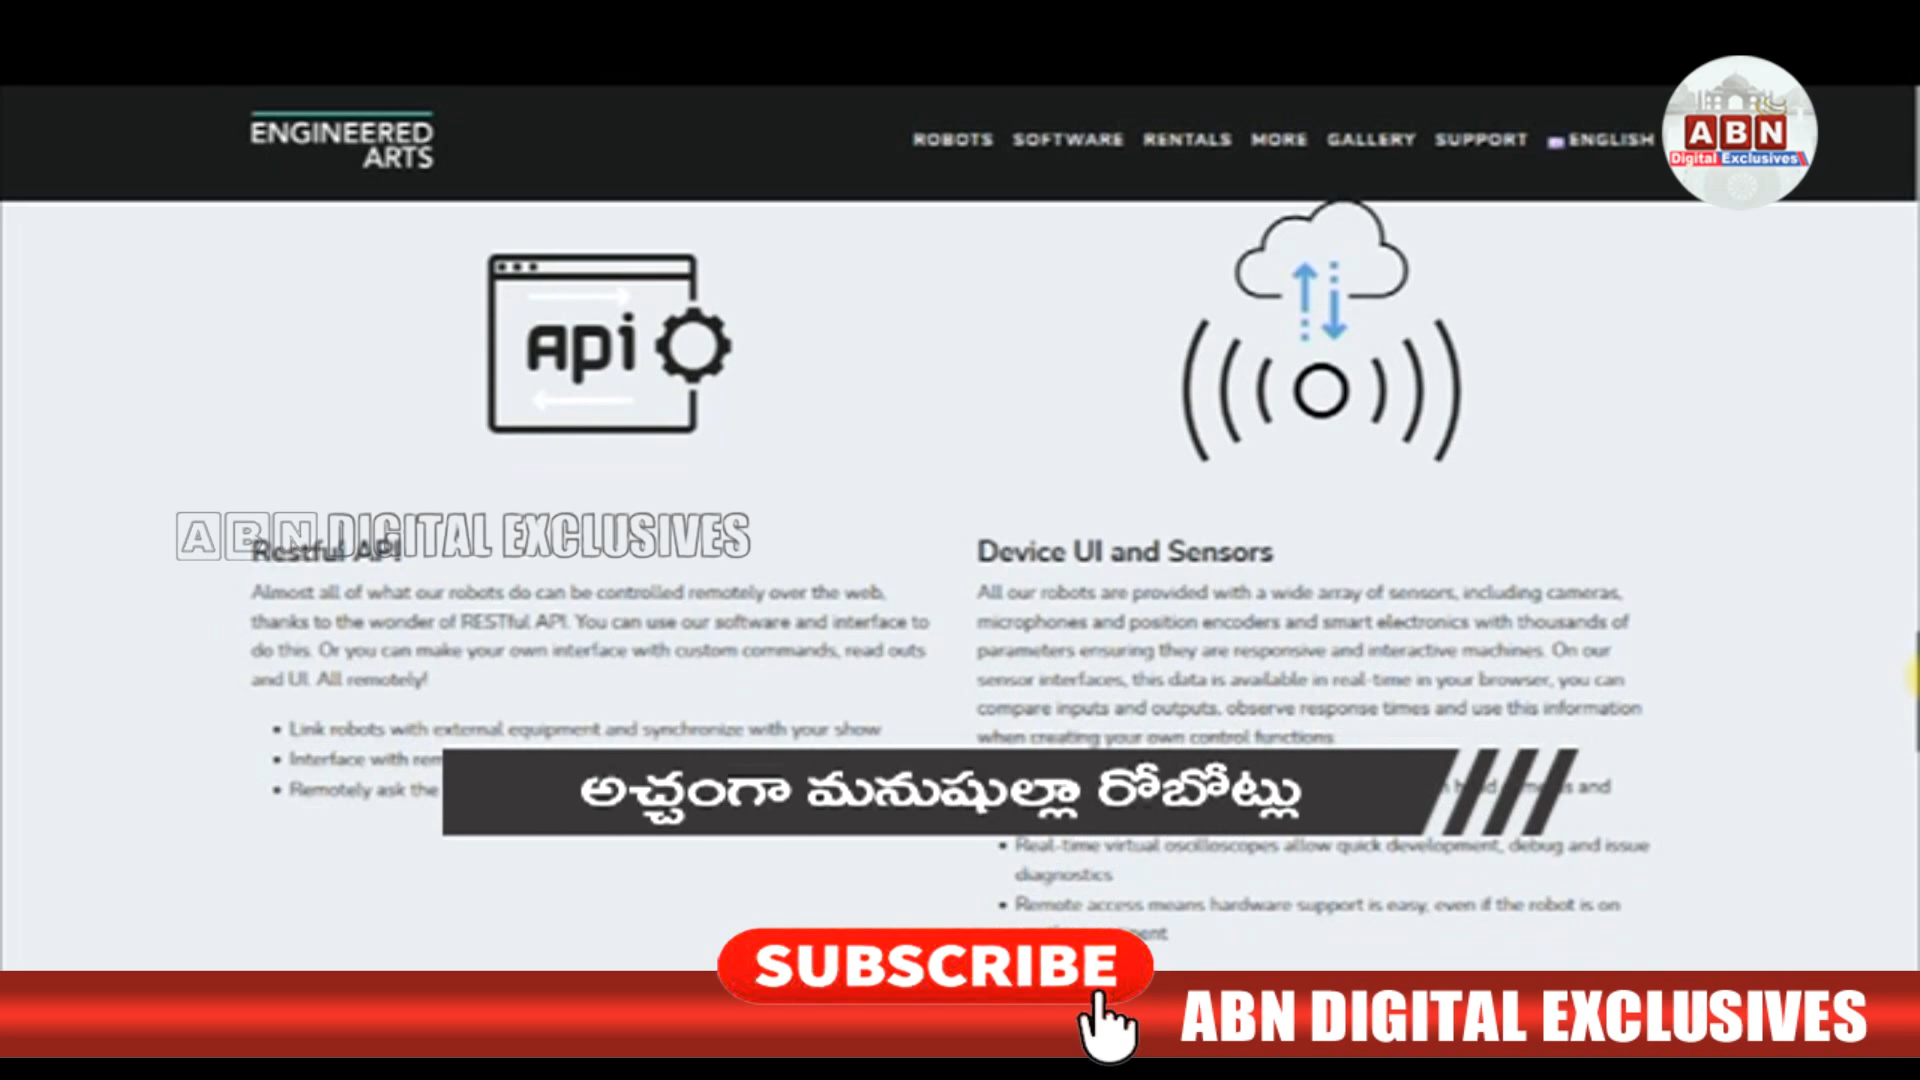 ENGINEERED
ARTS
ROBOTS SOFTWARE RENTALS MORE GALLERY SUPPORT ENGLISH
ABN
Digital Exclusives
api
ABN DIGITAL EXCLUSIVES
Restful API
Almost all of what our robots do can be controlled remotely over the web,
thanks to the wonder of RESTful API. You can use our software and interface to
do this. Or you can make your own interface with custom commands, read outs
and UI. All remotely!
• Link robots with external equipment and synchronize with your show
• Interface with
• Remotely ask the
Device UI and Sensors
All our robots are provided with a wide array of sensors, including cameras,
microphones and position encoders and smart electronics with thousands of
parameters ensuring they are responsive and interactive machines. On our
sensor interfaces, this data is available in real-time in your browser, you can
compare inputs and outputs, observe response times and use this information
when creating your own control functions
and
• Real-time virtual oscilloscopes allow quick development, debug and issue
diagnostics
• Remote access means hardware support is easy, even if the robot is on
అచ్చంగా మనుషుల్లా రోబోట్లు
SUBSCRIBE
ABN DIGITAL EXCLUSIVES